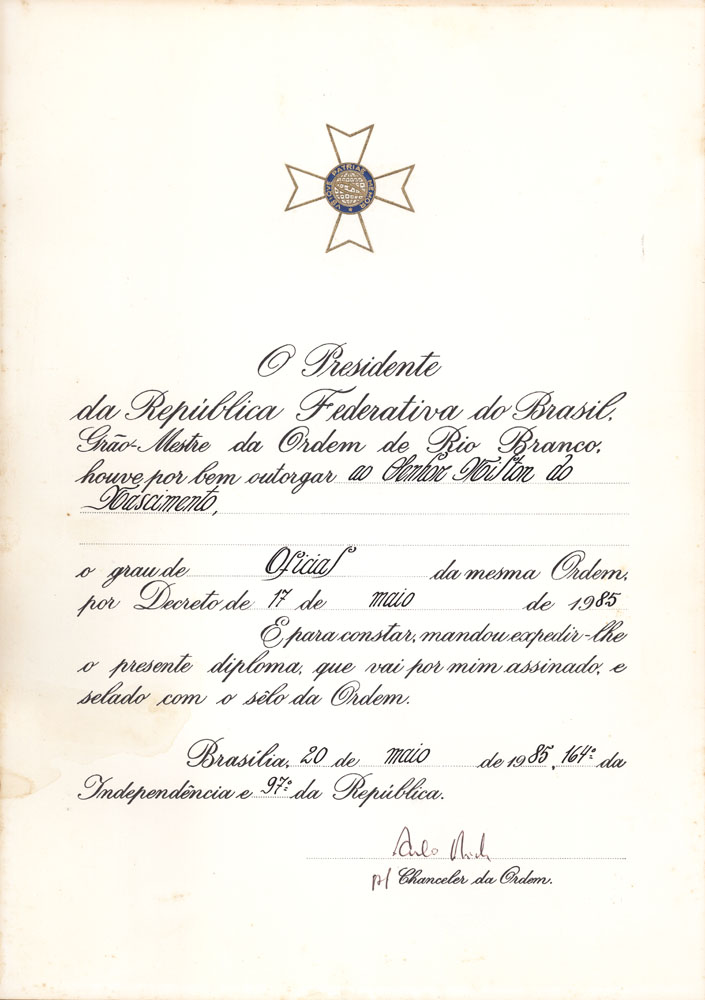 UBIQUE PATRIAE MEMOR
O Presidente
da República Federativa do Brasil,
Grão-Mestre da Ordem de Rio Branco,
houve por bem outorgar ao Senhor Milton do
Nascimento,
o grau de Oficial da mesma Ordem,
por Decreto de 17 de maio de 1985
E para constar, mandou expedir-lhe
o presente diploma, que vai por mim assinado, e
selado com o sêlo da Ordem.
Brasília, 20 de maio de 1985, 164º da
Independência e 97º da República.
p/ Chanceler da Ordem.